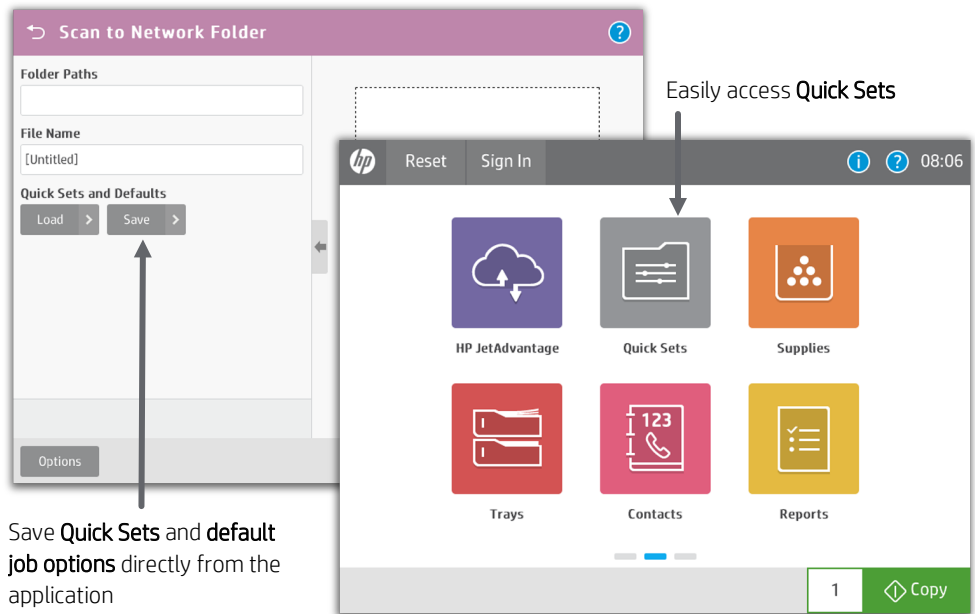 Scan to Network Folder ?
Folder Paths
File Name
[Untitled]
Quick Sets and Defaults
Load > Save >
Options
Save Quick Sets and default
job options directly from the
application
Easily access Quick Sets
hp Reset Sign In i ? 08:06
HP JetAdvantage Quick Sets Supplies
123
Trays Contacts Reports
1 Copy